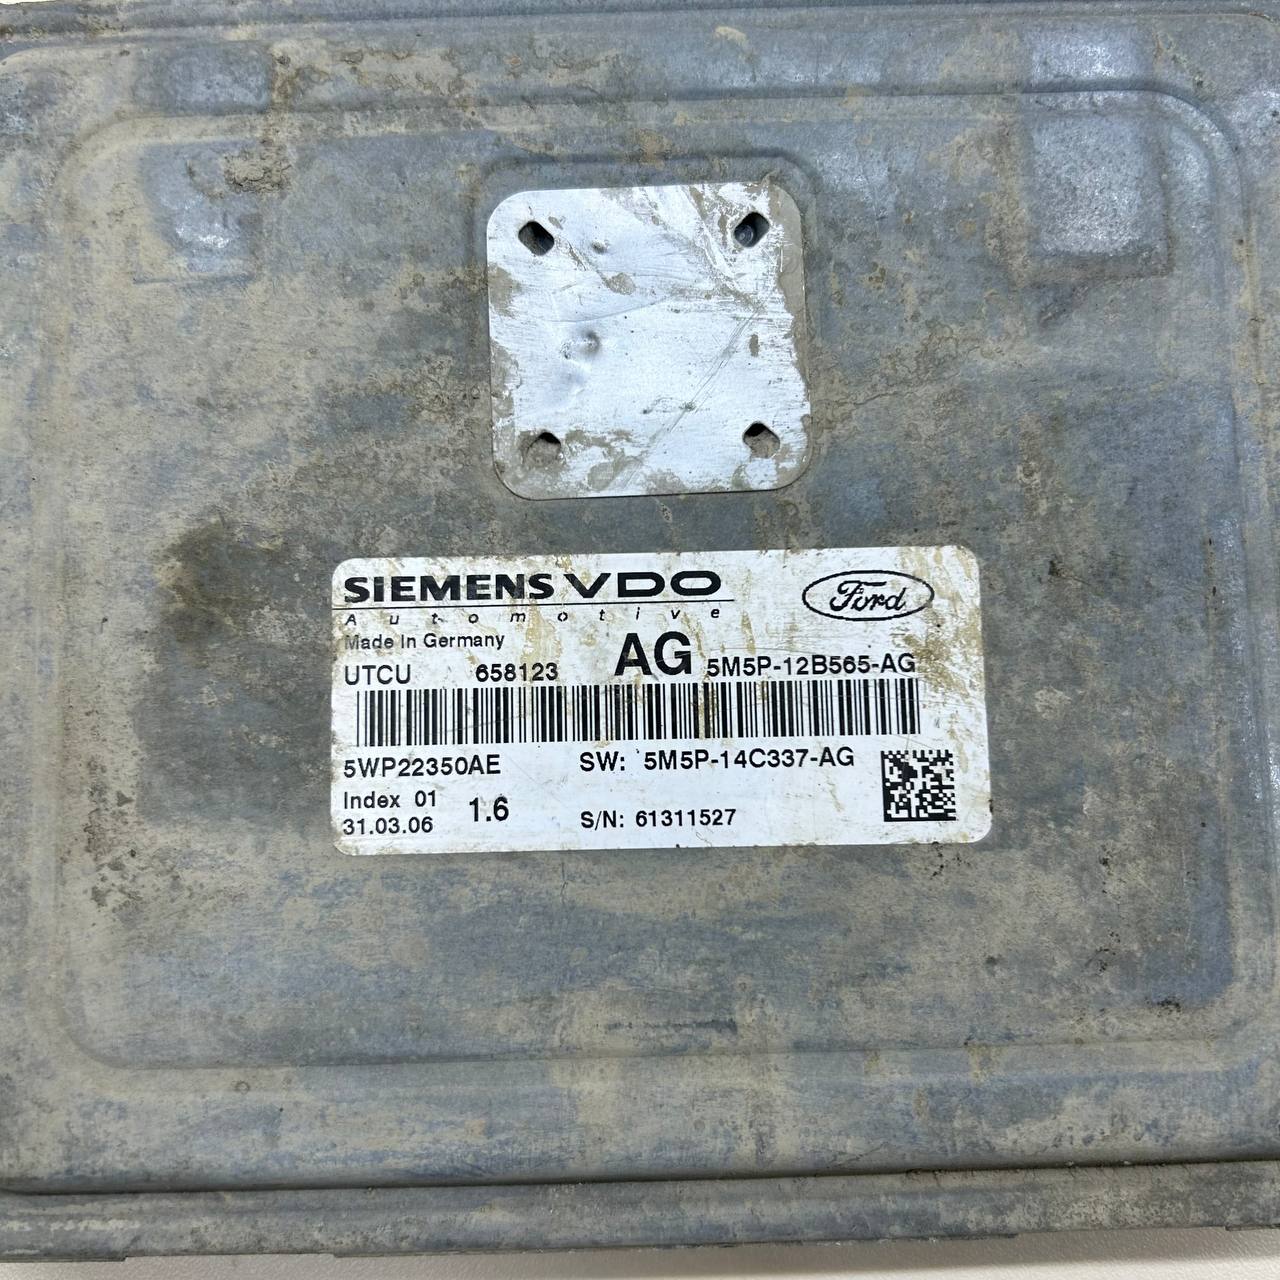 SIEMENS VDO
Automotive
Ford
Made In Germany
UTCU 658123 AG 5M5P-12B565-AG
5WP22350AE SW: 5M5P-14C337-AG
Index 01 1.6
31.03.06 S/N: 61311527